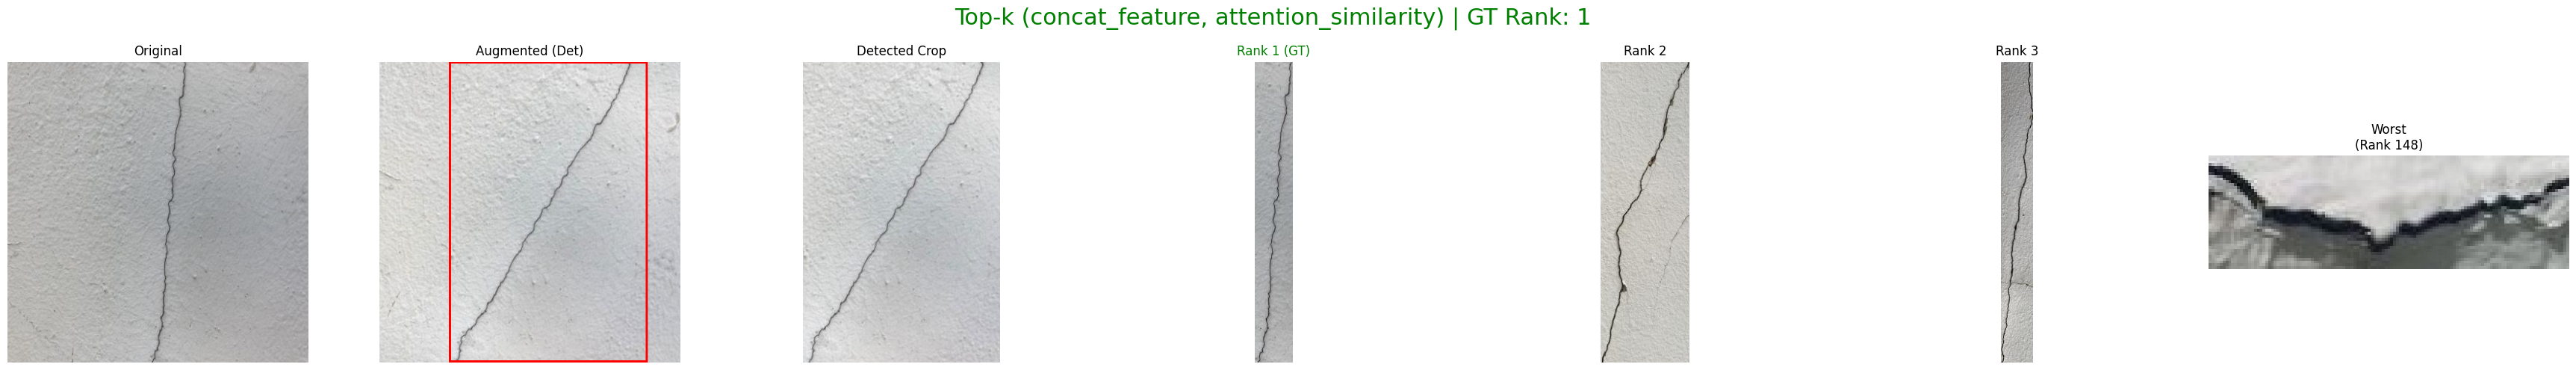 Top-k (concat_feature, attention_similarity) | GT Rank: 1
Original
Augmented (Det)
Detected Crop
Rank 1 (GT)
Rank 2
Rank 3
Worst
(Rank 148)